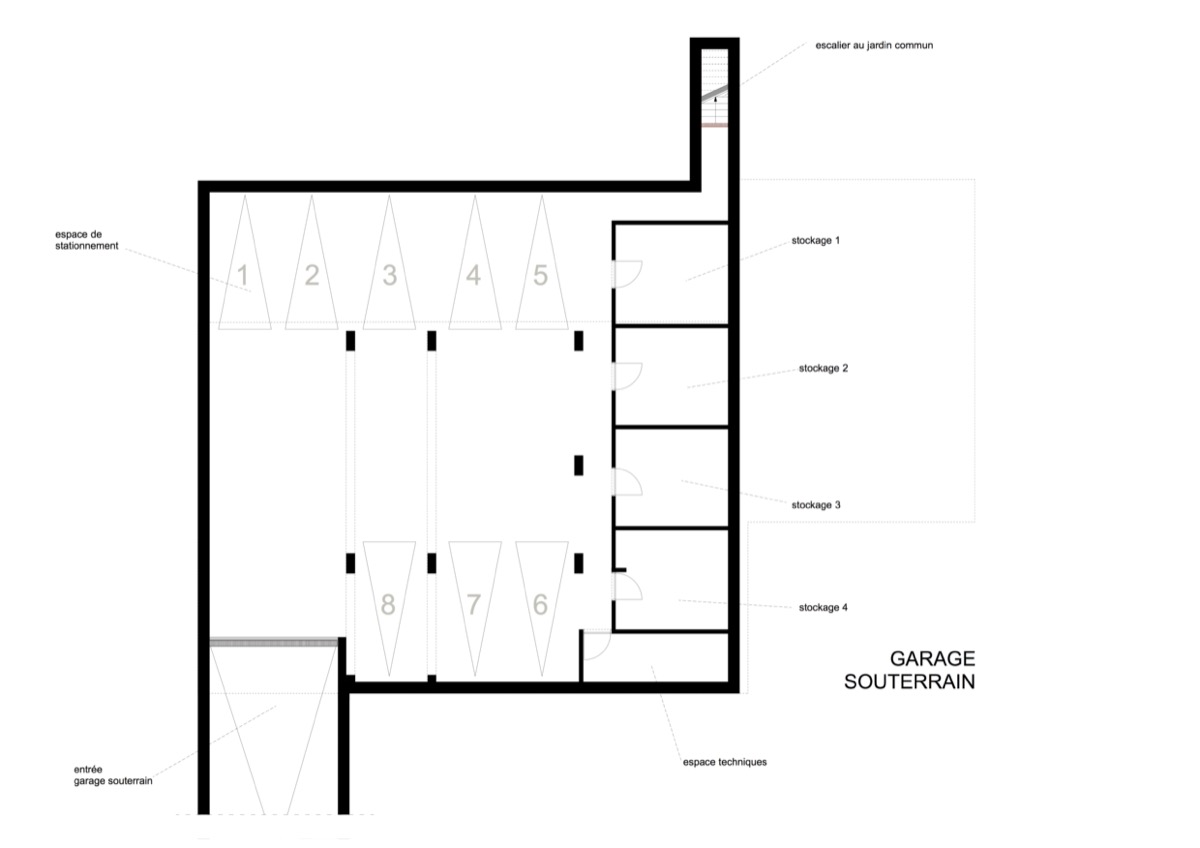 escalier au jardin commun
espace de
stationnement
stockage 1
1
2
3
4
5
stockage 2
stockage 3
8
7
6
stockage 4
GARAGE
SOUTERRAIN
entrée
garage souterrain
espace techniques